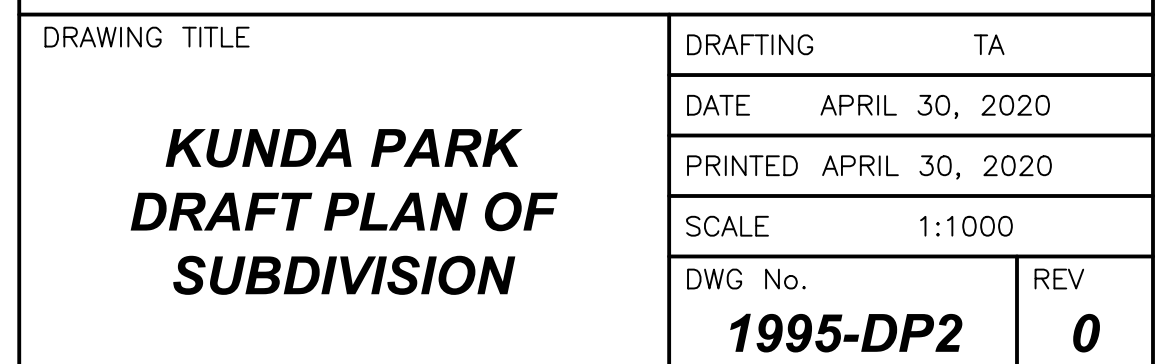 DRAWING TITLE
KUNDA PARK
DRAFT PLAN OF
SUBDIVISION
DRAFTING TA
DATE APRIL 30, 2020
PRINTED APRIL 30, 2020
SCALE 1:1000
DWG No.
1995-DP2
REV
0